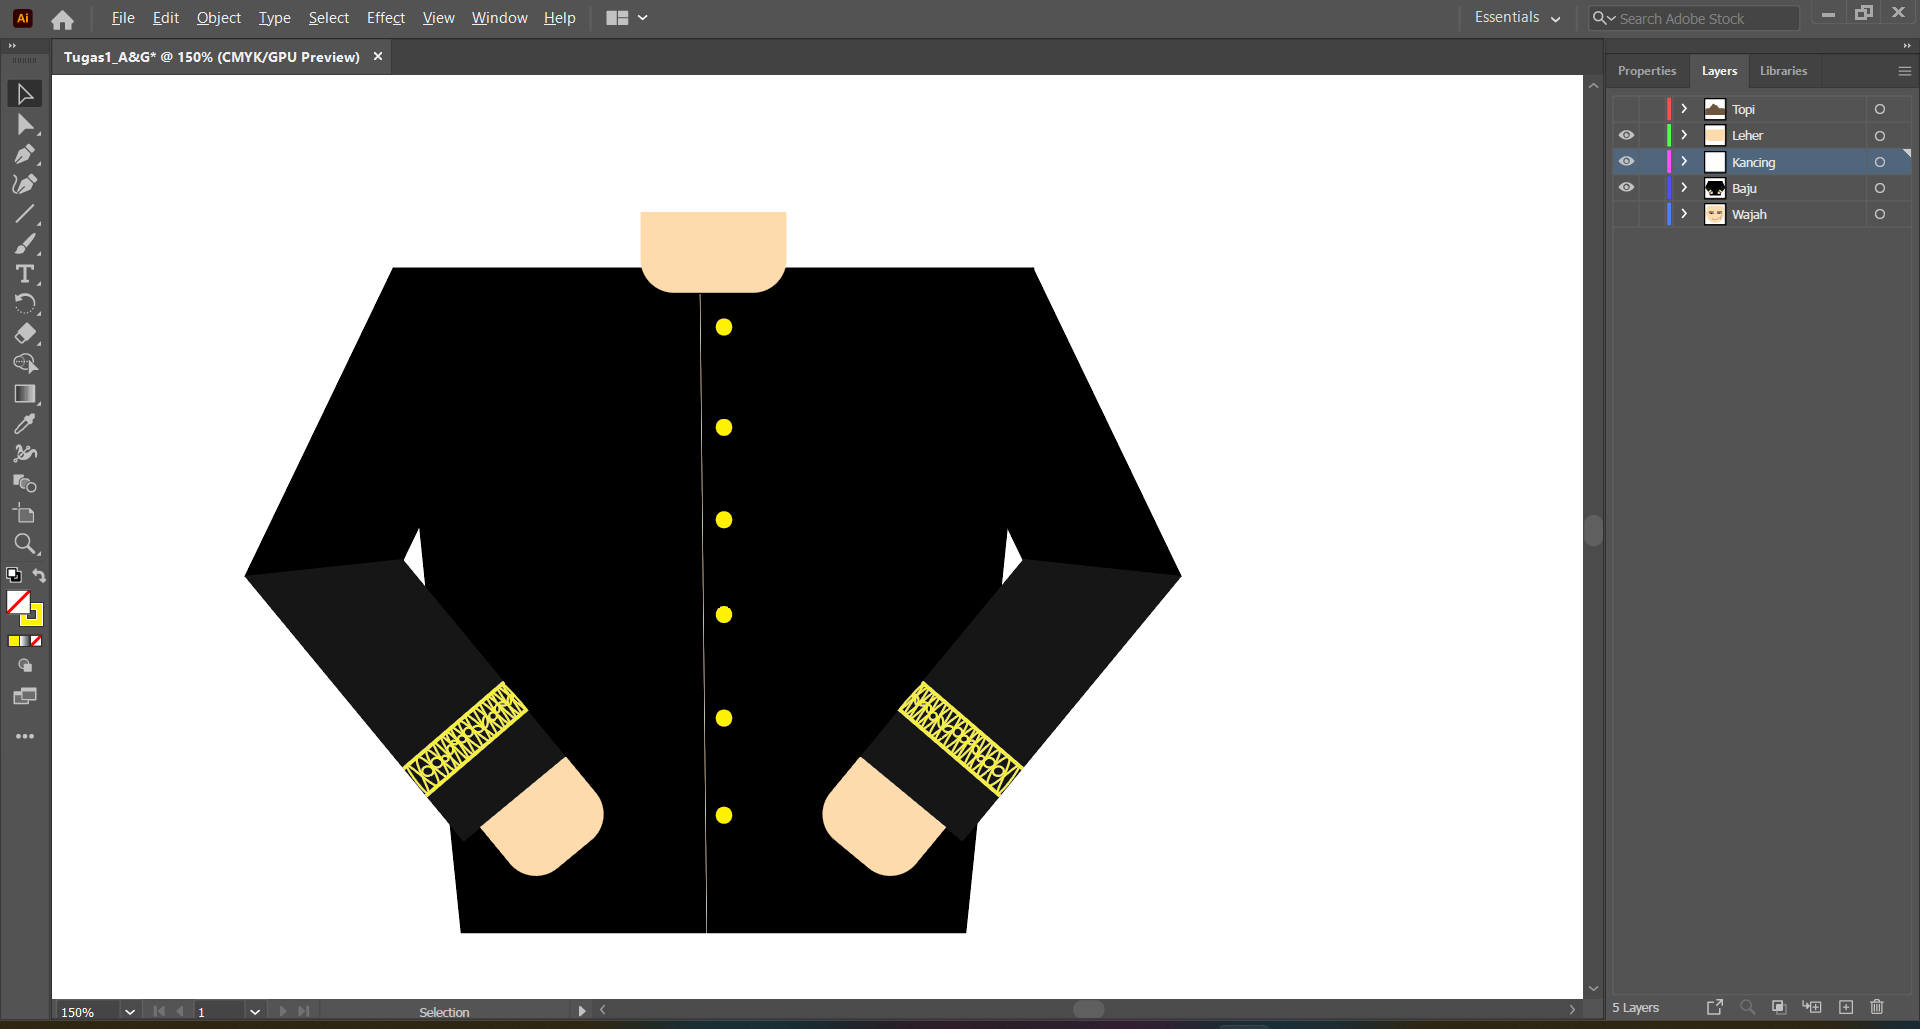 Ai File Edit Object Type Select Effect View Window Help Essentials Search Adobe Stock
Tugas1_A&G* @ 150% (CMYK/GPU Preview) ×
Properties Layers Libraries
Topi
Leher
Kancing
Baju
Wajah
5 Layers
150% 1 Selection